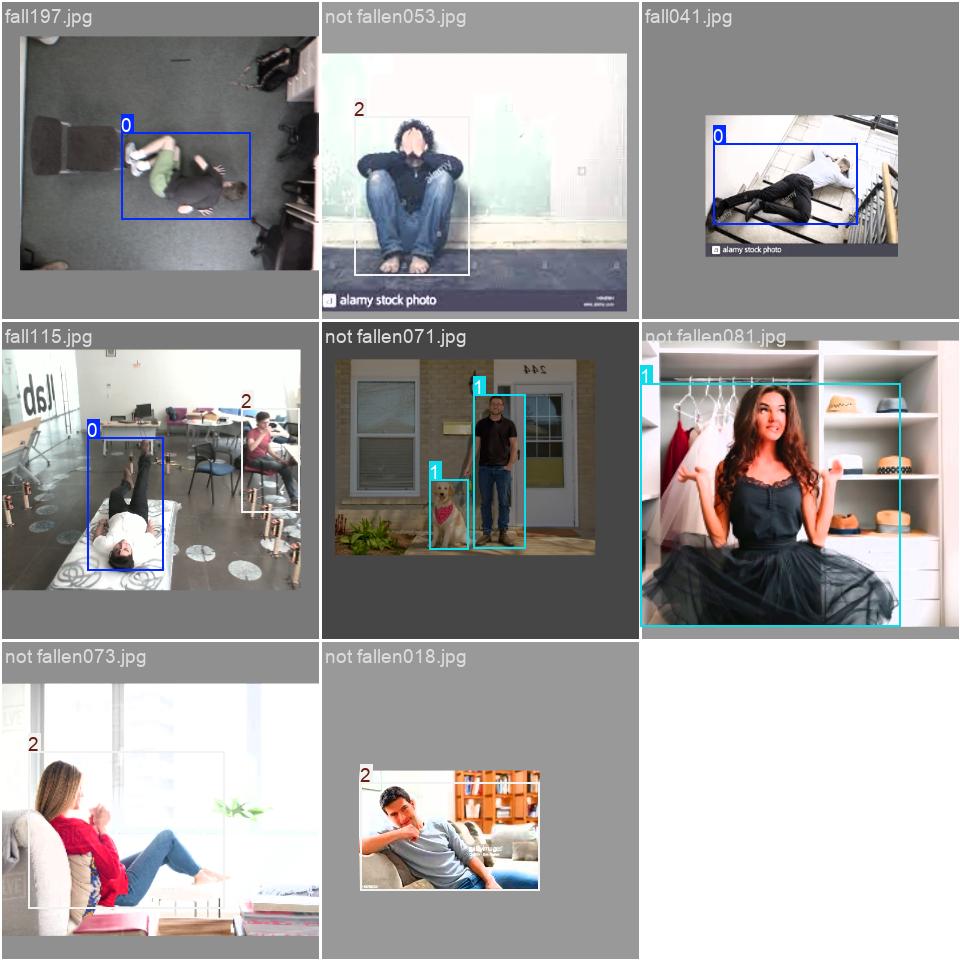 fall197.jpg
not fallen053.jpg
fall041.jpg
0
2
0
alamy
a alamy stock photo
a alamy stock photo
fall115.jpg
not fallen071.jpg
not fallen081.jpg
0
2
1
1
1
244
not fallen073.jpg
not fallen018.jpg
2
2